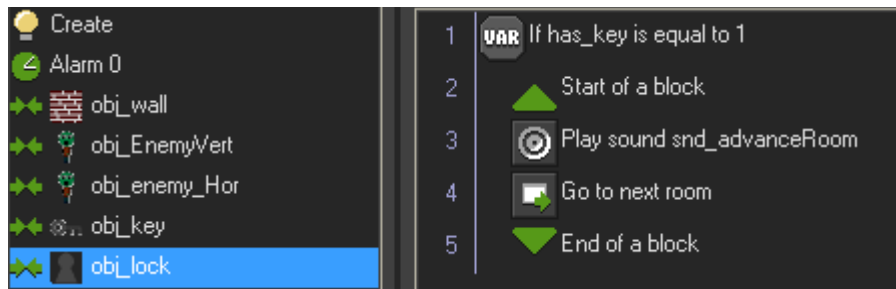 Create
Alarm 0
obj_wall
obj_EnemyVert
obj_enemy_Hor
obj_key
obj_lock
1 VAR If has_key is equal to 1
2 Start of a block
3 Play sound snd_advanceRoom
4 Go to next room
5 End of a block